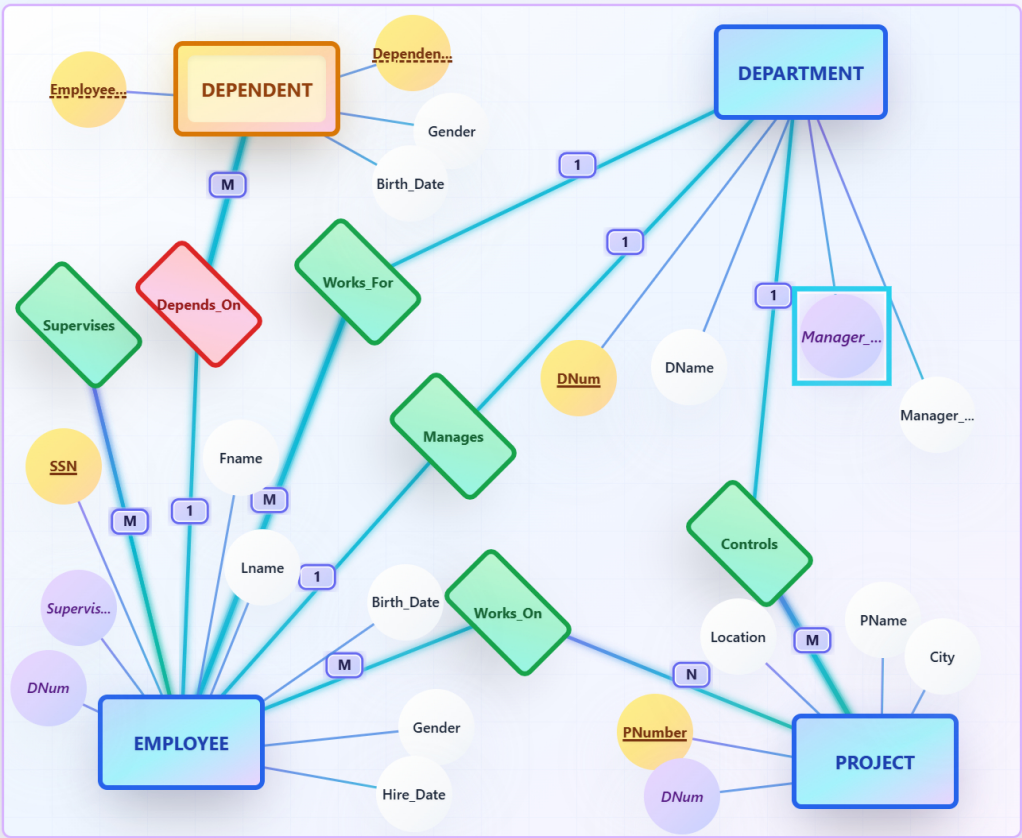 DEPENDENT
Employee...
Dependen...
Gender
Birth_Date
DEPARTMENT
M
1
1
1
Supervises
Depends_On
Works_For
Manages
DNum
DName
Manager_...
Manager_...
SSN
Fname
M
1
M
Lname
1
Supervis...
DNum
Birth_Date
Works_On
Controls
M
N
M
Location
PName
City
EMPLOYEE
Gender
Hire_Date
PNumber
DNum
PROJECT